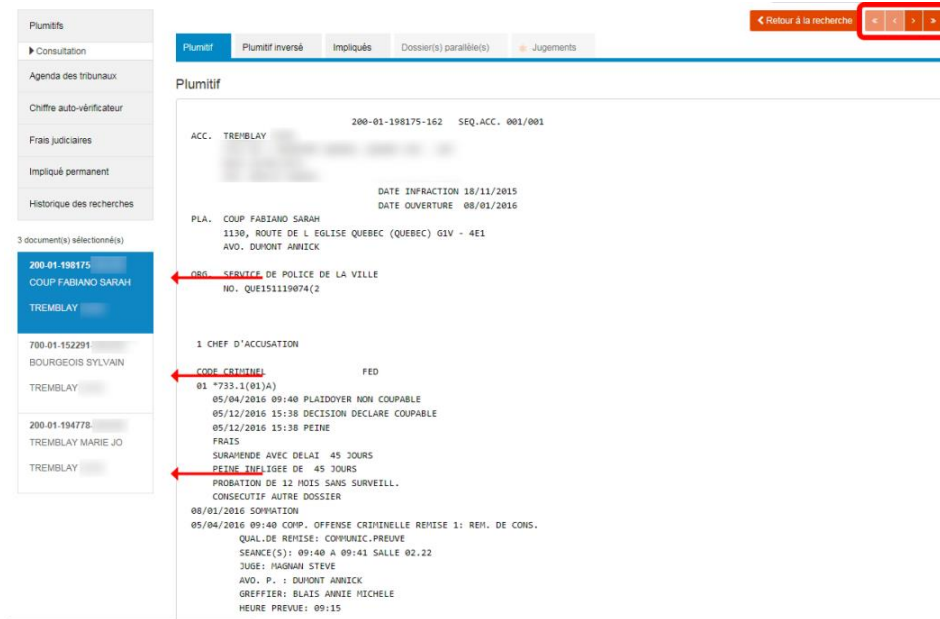 Retour à la recherche « ‹ › »
Plumitifs
Consultation
Agenda des tribunaux
Chiffre auto-vérificateur
Frais judiciaires
Impliqué permanent
Historique des recherches
3 document(s) sélectionné(s)
200-01-198175
COUP FABIANO SARAH
TREMBLAY
700-01-152291-
BOURGEOIS SYLVAIN
TREMBLAY
200-01-194778-
TREMBLAY MARIE JO
TREMBLAY
Plumitif Plumitif inversé Impliqués Dossier(s) parallèle(s) Jugements
Plumitif
200-01-198175-162 SEQ.ACC. 001/001
ACC. TREMBLAY
DATE INFRACTION 18/11/2015
DATE OUVERTURE 08/01/2016
PLA. COUP FABIANO SARAH
1130, ROUTE DE L EGLISE QUEBEC (QUEBEC) G1V - 4E1
AVO. DUMONT ANNICK
ORG. SERVICE DE POLICE DE LA VILLE
NO. QUE151119074(2
1 CHEF D'ACCUSATION
CODE CRIMINEL FED
01 *733.1(01)A)
05/04/2016 09:40 PLAIDOYER NON COUPABLE
05/12/2016 15:38 DECISION DECLARE COUPABLE
05/12/2016 15:38 PEINE
FRAIS
SURAMENDE AVEC DELAI 45 JOURS
PEINE INFLIGEE DE 45 JOURS
PROBATION DE 12 MOIS SANS SURVEILL.
CONSECUTIF AUTRE DOSSIER
08/01/2016 SOMMATION
05/04/2016 09:40 COMP. OFFENSE CRIMINELLE REMISE 1: REM. DE CONS.
QUAL.DE REMISE: COMMUNIC.PREUVE
SEANCE(S): 09:40 A 09:41 SALLE 02.22
JUGE: MAGNAN STEVE
AVO. P. : DUMONT ANNICK
GREFFIER: BLAIS ANNIE MICHELE
HEURE PREVUE: 09:15